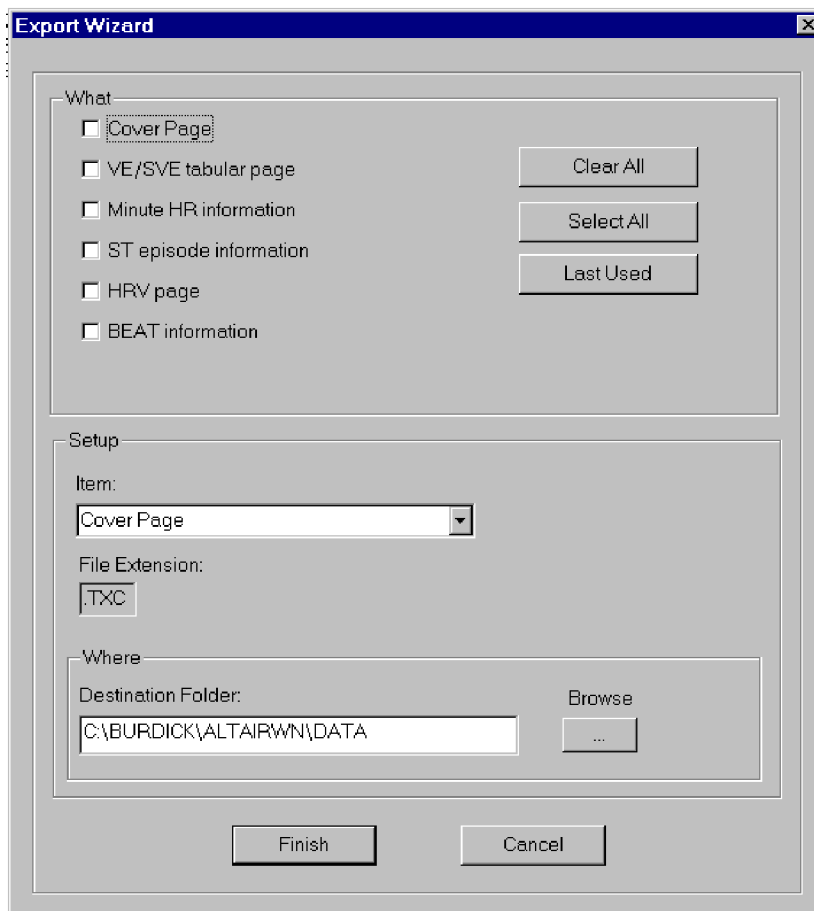 Export Wizard
What
Cover Page
VE/SVE tabular page
Minute HR information
ST episode information
HRV page
BEAT information
Clear All
Select All
Last Used
Setup
Item:
Cover Page
File Extension:
.TXC
Where
Destination Folder:
C:\BURDICK\ALTAIRWN\DATA
Browse
...
Finish
Cancel